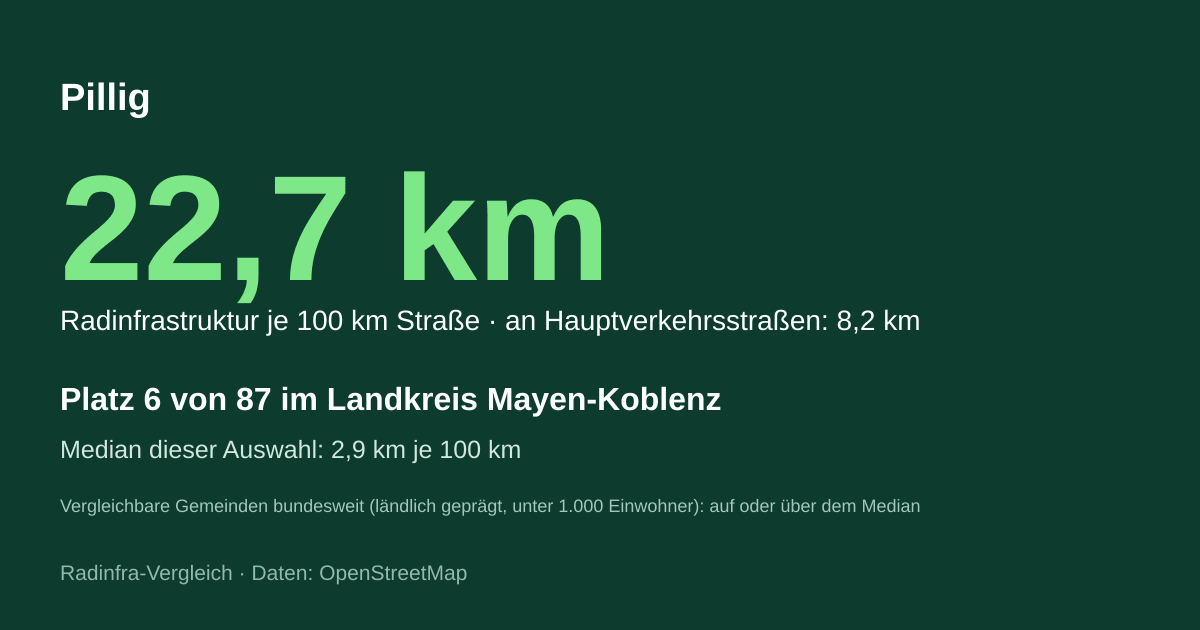 Pillig
22,7 km
Radinfrastruktur je 100 km Straße · an Hauptverkehrsstraßen: 8,2 km
Platz 6 von 87 im Landkreis Mayen-Koblenz
Median dieser Auswahl: 2,9 km je 100 km
Vergleichbare Gemeinden bundesweit (ländlich geprägt, unter 1.000 Einwohner): auf oder über dem Median
Radinfra-Vergleich · Daten: OpenStreetMap